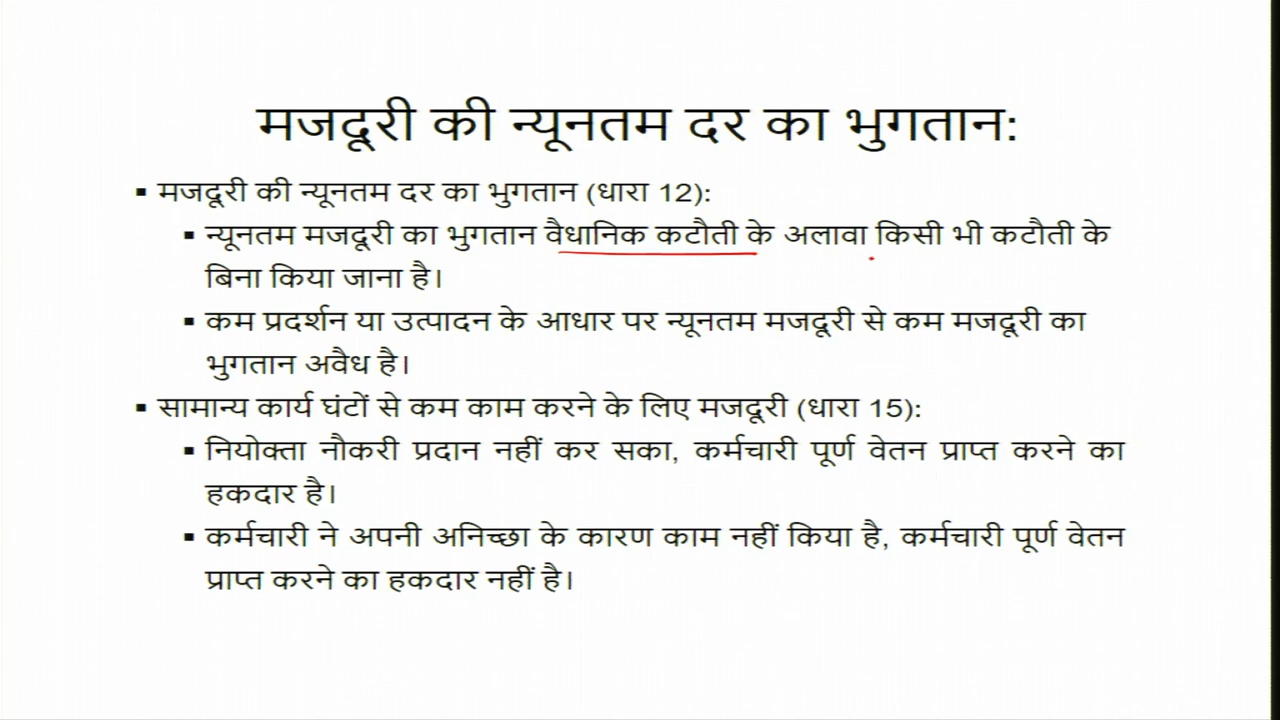 मजदूरी की न्यूनतम दर का भुगतान:
▪ मजदूरी की न्यूनतम दर का भुगतान (धारा 12):
▪ न्यूनतम मजदूरी का भुगतान वैधानिक कटौती के अलावा किसी भी कटौती के
बिना किया जाना है।
▪ कम प्रदर्शन या उत्पादन के आधार पर न्यूनतम मजदूरी से कम मजदूरी का
भुगतान अवैध है।
▪ सामान्य कार्य घंटों से कम काम करने के लिए मजदूरी (धारा 15):
▪ नियोक्ता नौकरी प्रदान नहीं कर सका, कर्मचारी पूर्ण वेतन प्राप्त करने का
हकदार है।
▪ कर्मचारी ने अपनी अनिच्छा के कारण काम नहीं किया है, कर्मचारी पूर्ण वेतन
प्राप्त करने का हकदार नहीं है।